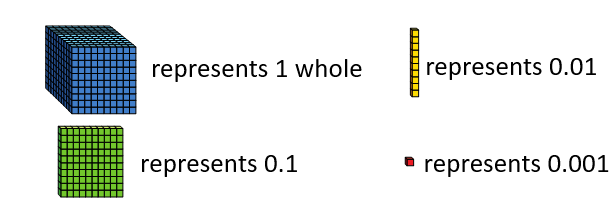 represents 1 whole
represents 0.01
represents 0.1
represents 0.001